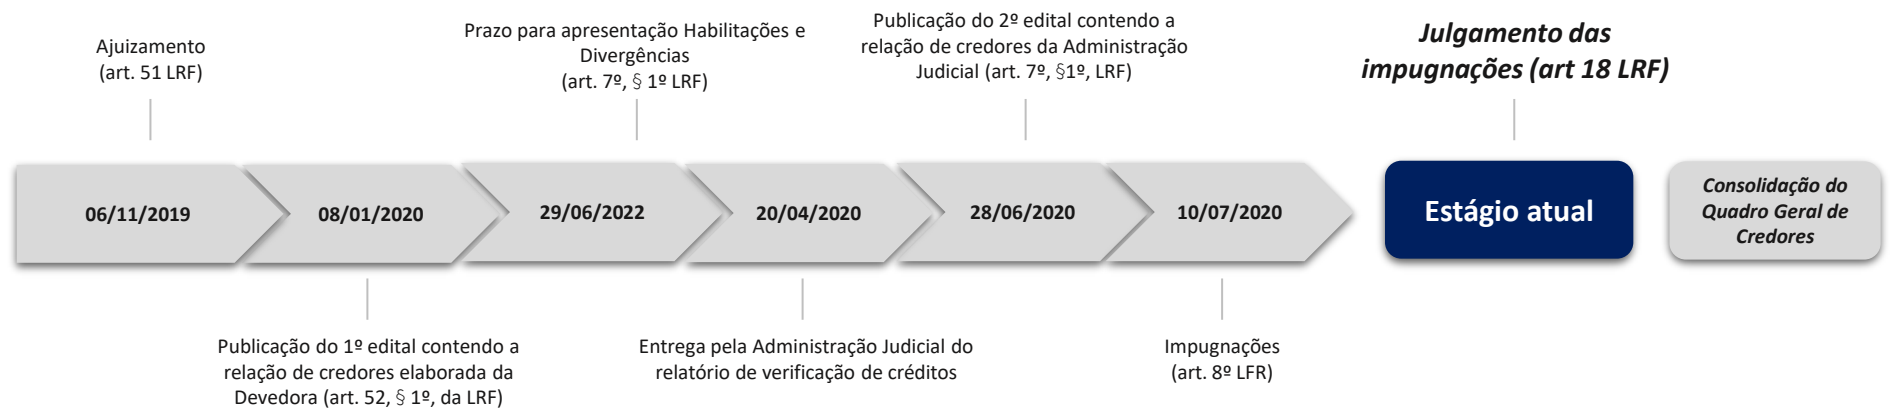 Ajuizamento
(art. 51 LRF)
Prazo para apresentação Habilitações e
Divergências
(art. 7º, § 1º LRF)
Publicação do 2º edital contendo a
relação de credores da Administração
Judicial (art. 7º, §1º, LRF)
Julgamento das
impugnações (art 18 LRF)
06/11/2019
08/01/2020
29/06/2022
20/04/2020
28/06/2020
10/07/2020
Estágio atual
Consolidação do
Quadro Geral de
Credores
Publicação do 1º edital contendo a
relação de credores elaborada da
Devedora (art. 52, § 1º, da LRF)
Entrega pela Administração Judicial do
relatório de verificação de créditos
Impugnações
(art. 8º LFR)